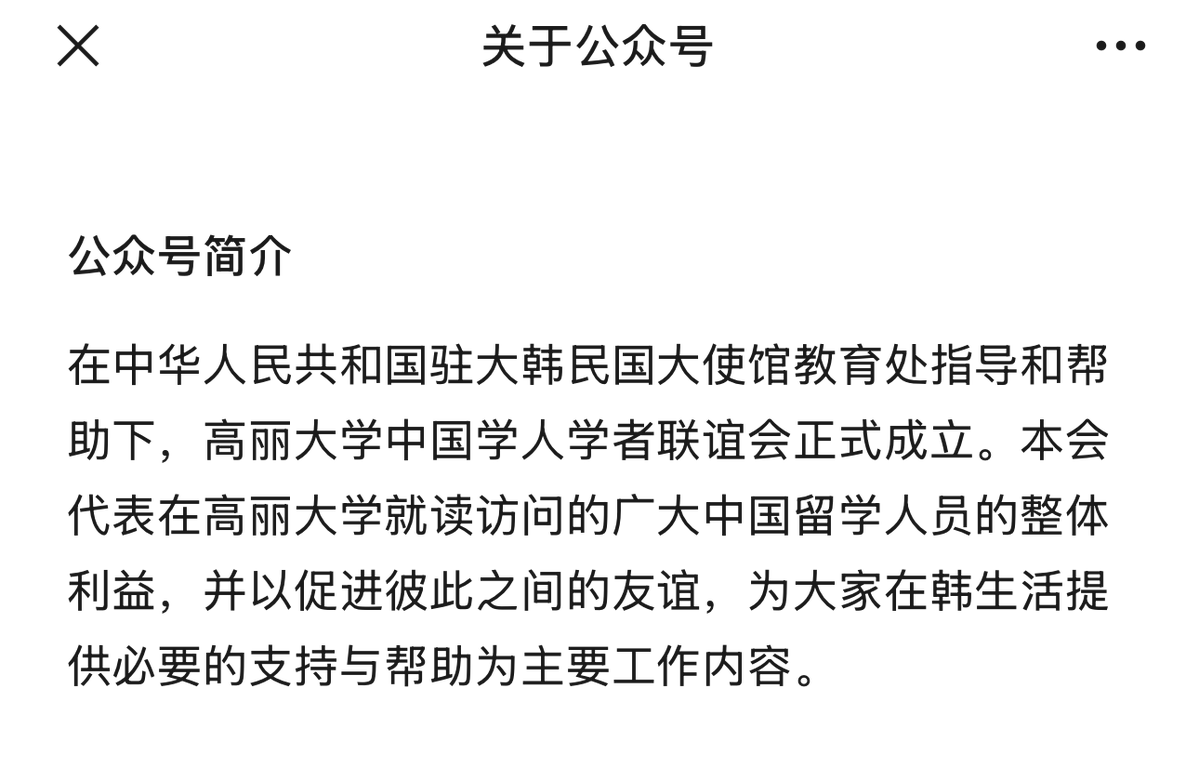 关于公众号
公众号简介
在中华人民共和国驻大韩民国大使馆教育处指导和帮
助下，高丽大学中国学人学者联谊会正式成立。本会
代表在高丽大学就读访问的广大中国留学人员的整体
利益，并以促进彼此之间的友谊，为大家在韩生活提
供必要的支持与帮助为主要工作内容。